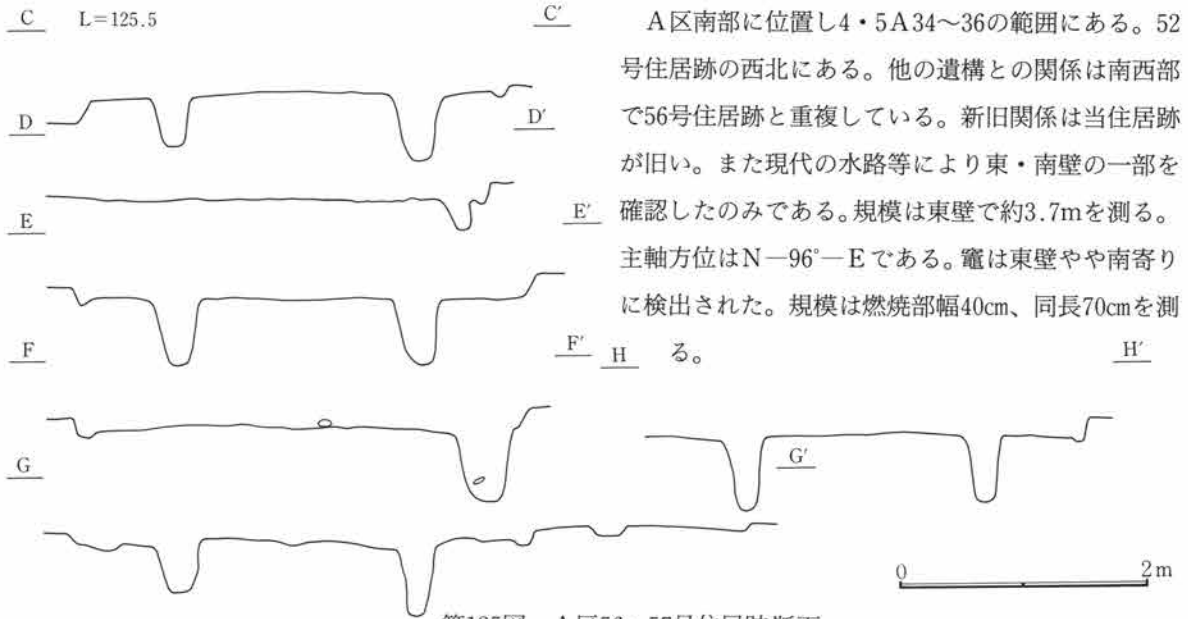 C L=125.5 C′
A区南部に位置し4・5A34～36の範囲にある。52
号住居跡の西北にある。他の遺構との関係は南西部
D D′
で56号住居跡と重複している。新旧関係は当住居跡
が旧い。また現代の水路等により東・南壁の一部を
E E′
確認したのみである。規模は東壁で約3.7mを測る。
主軸方位はN―96°―Eである。竈は東壁やや南寄り
に検出された。規模は燃焼部幅40㎝、同長70㎝を測
る。
F F′ H H′
G G′
0 2m